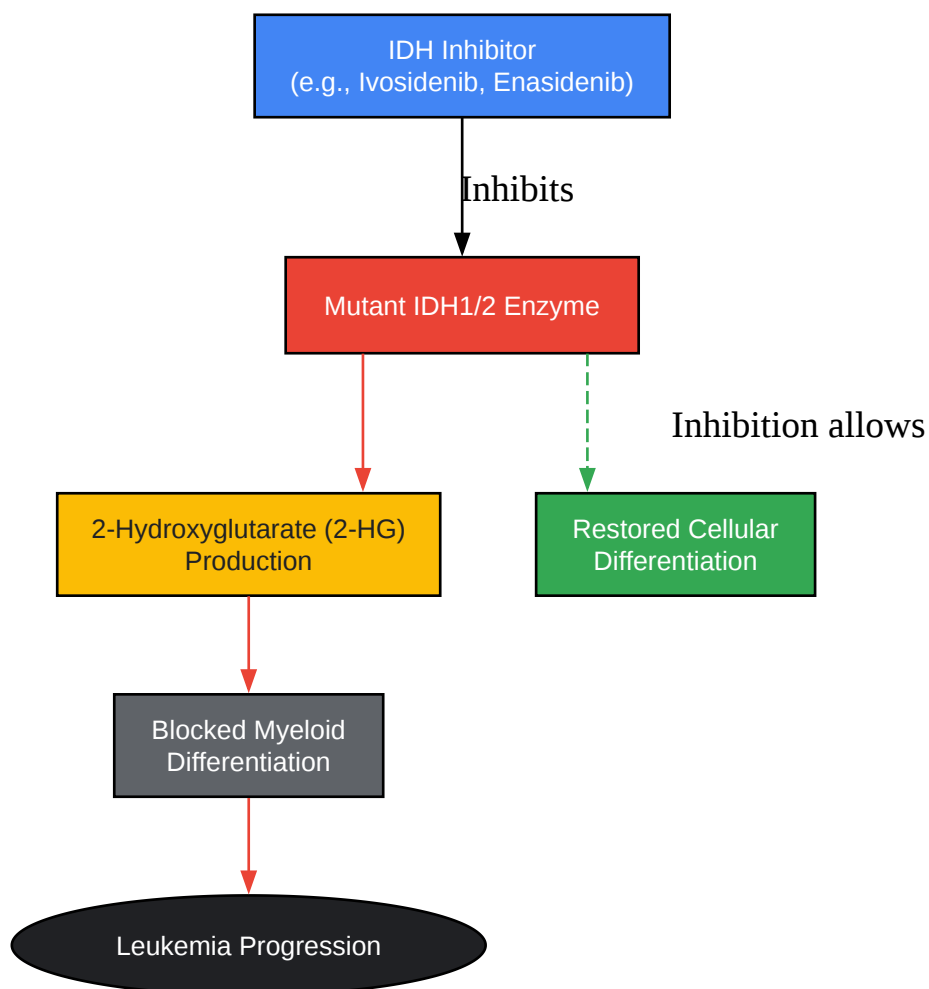 IDH Inhibitor
(e.g., Ivosidenib, Enasidenib)
Inhibits
Mutant IDH1/2 Enzyme
Inhibition allows
2-Hydroxyglutarate (2-HG)
Production
Restored Cellular
Differentiation
Blocked Myeloid
Differentiation
Leukemia Progression